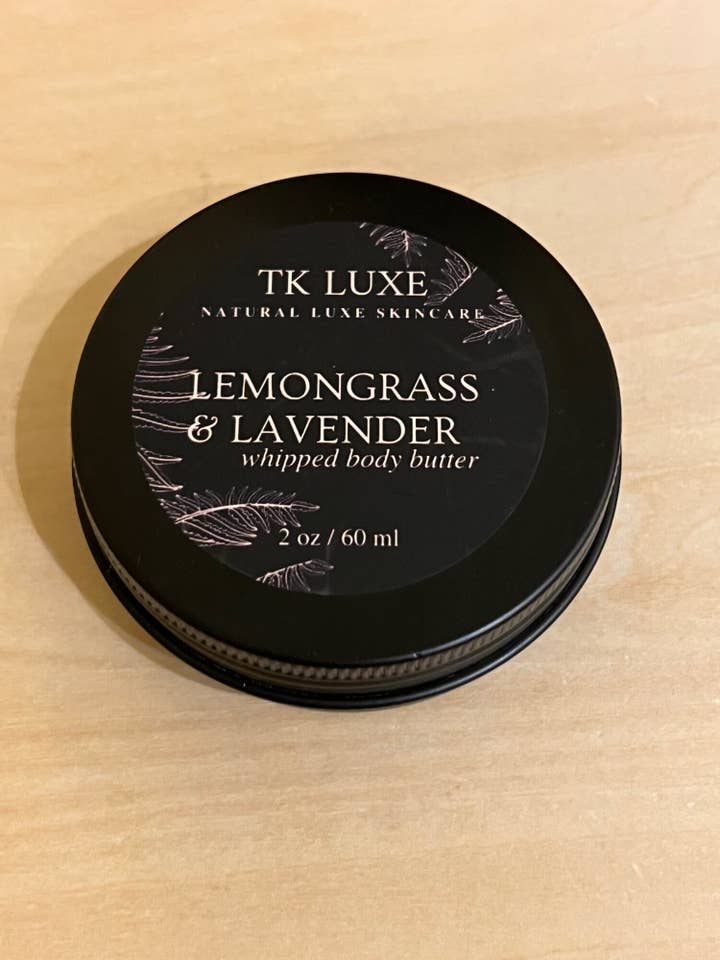 TK LUXE
NATURAL LUXE SKINCARE
LEMONGRASS
& LAVENDER
whipped body butter
2 oz / 60 ml